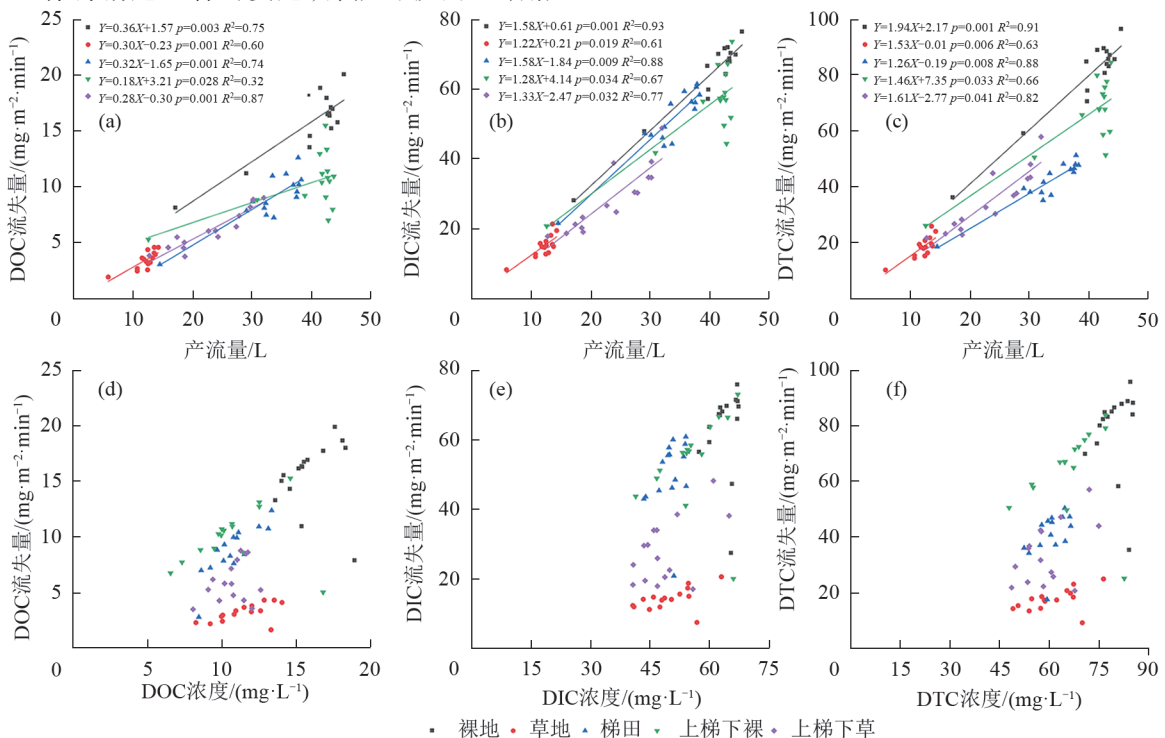 Y=0.36X+1.57 p=0.003 R²=0.75
Y=0.30X−0.23 p=0.001 R²=0.60
Y=0.32X−1.65 p=0.001 R²=0.74
Y=0.18X+3.21 p=0.028 R²=0.32
Y=0.28X−0.30 p=0.001 R²=0.87
(a)
DOC流失量/(mg·m⁻²·min⁻¹)
25
20
15
10
5
0
10 20 30 40 50
产流量/L
Y=1.58X+0.61 p=0.001 R²=0.93
Y=1.22X+0.21 p=0.019 R²=0.61
Y=1.58X−1.84 p=0.009 R²=0.88
Y=1.28X+4.14 p=0.034 R²=0.67
Y=1.33X−2.47 p=0.032 R²=0.77
(b)
DIC流失量/(mg·m⁻²·min⁻¹)
80
60
40
20
0
10 20 30 40 50
产流量/L
Y=1.94X+2.17 p=0.001 R²=0.91
Y=1.53X−0.01 p=0.006 R²=0.63
Y=1.26X−0.19 p=0.008 R²=0.88
Y=1.46X+7.35 p=0.033 R²=0.66
Y=1.61X−2.77 p=0.041 R²=0.82
(c)
DTC流失量/(mg·m⁻²·min⁻¹)
100
80
60
40
20
0
10 20 30 40 50
产流量/L
(d)
DOC流失量/(mg·m⁻²·min⁻¹)
25
20
15
10
5
0
5 10 15 20
DOC浓度/(mg·L⁻¹)
(e)
DIC流失量/(mg·m⁻²·min⁻¹)
80
60
40
20
0
15 30 45 60 75
DIC浓度/(mg·L⁻¹)
(f)
DTC流失量/(mg·m⁻²·min⁻¹)
100
80
60
40
20
0
15 30 45 60 75 90
DTC浓度/(mg·L⁻¹)
裸地 草地 梯田 上梯下裸 上梯下草